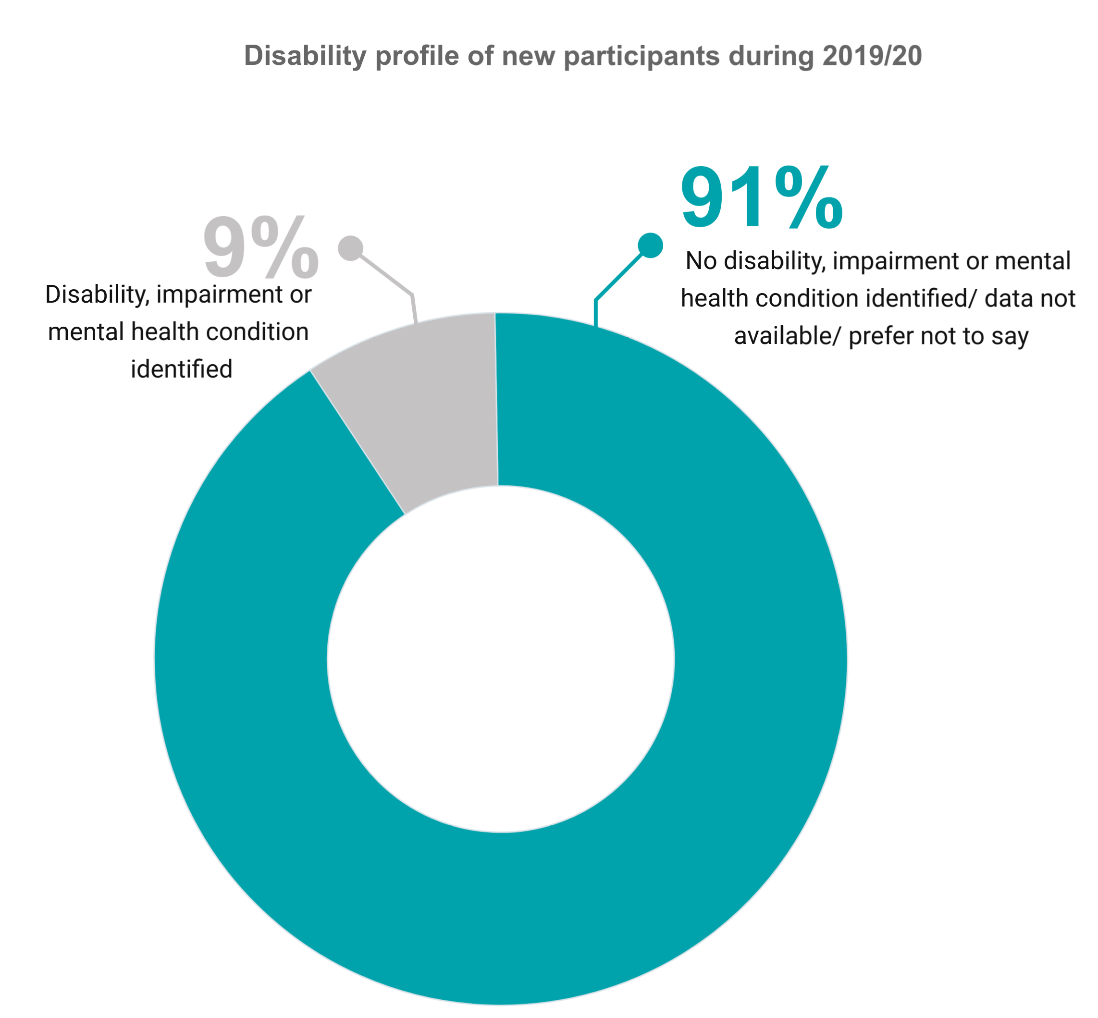 Disability profile of new participants during 2019/20
9%
Disability, impairment or
mental health condition
identified
91%
No disability, impairment or mental
health condition identified/ data not
available/ prefer not to say